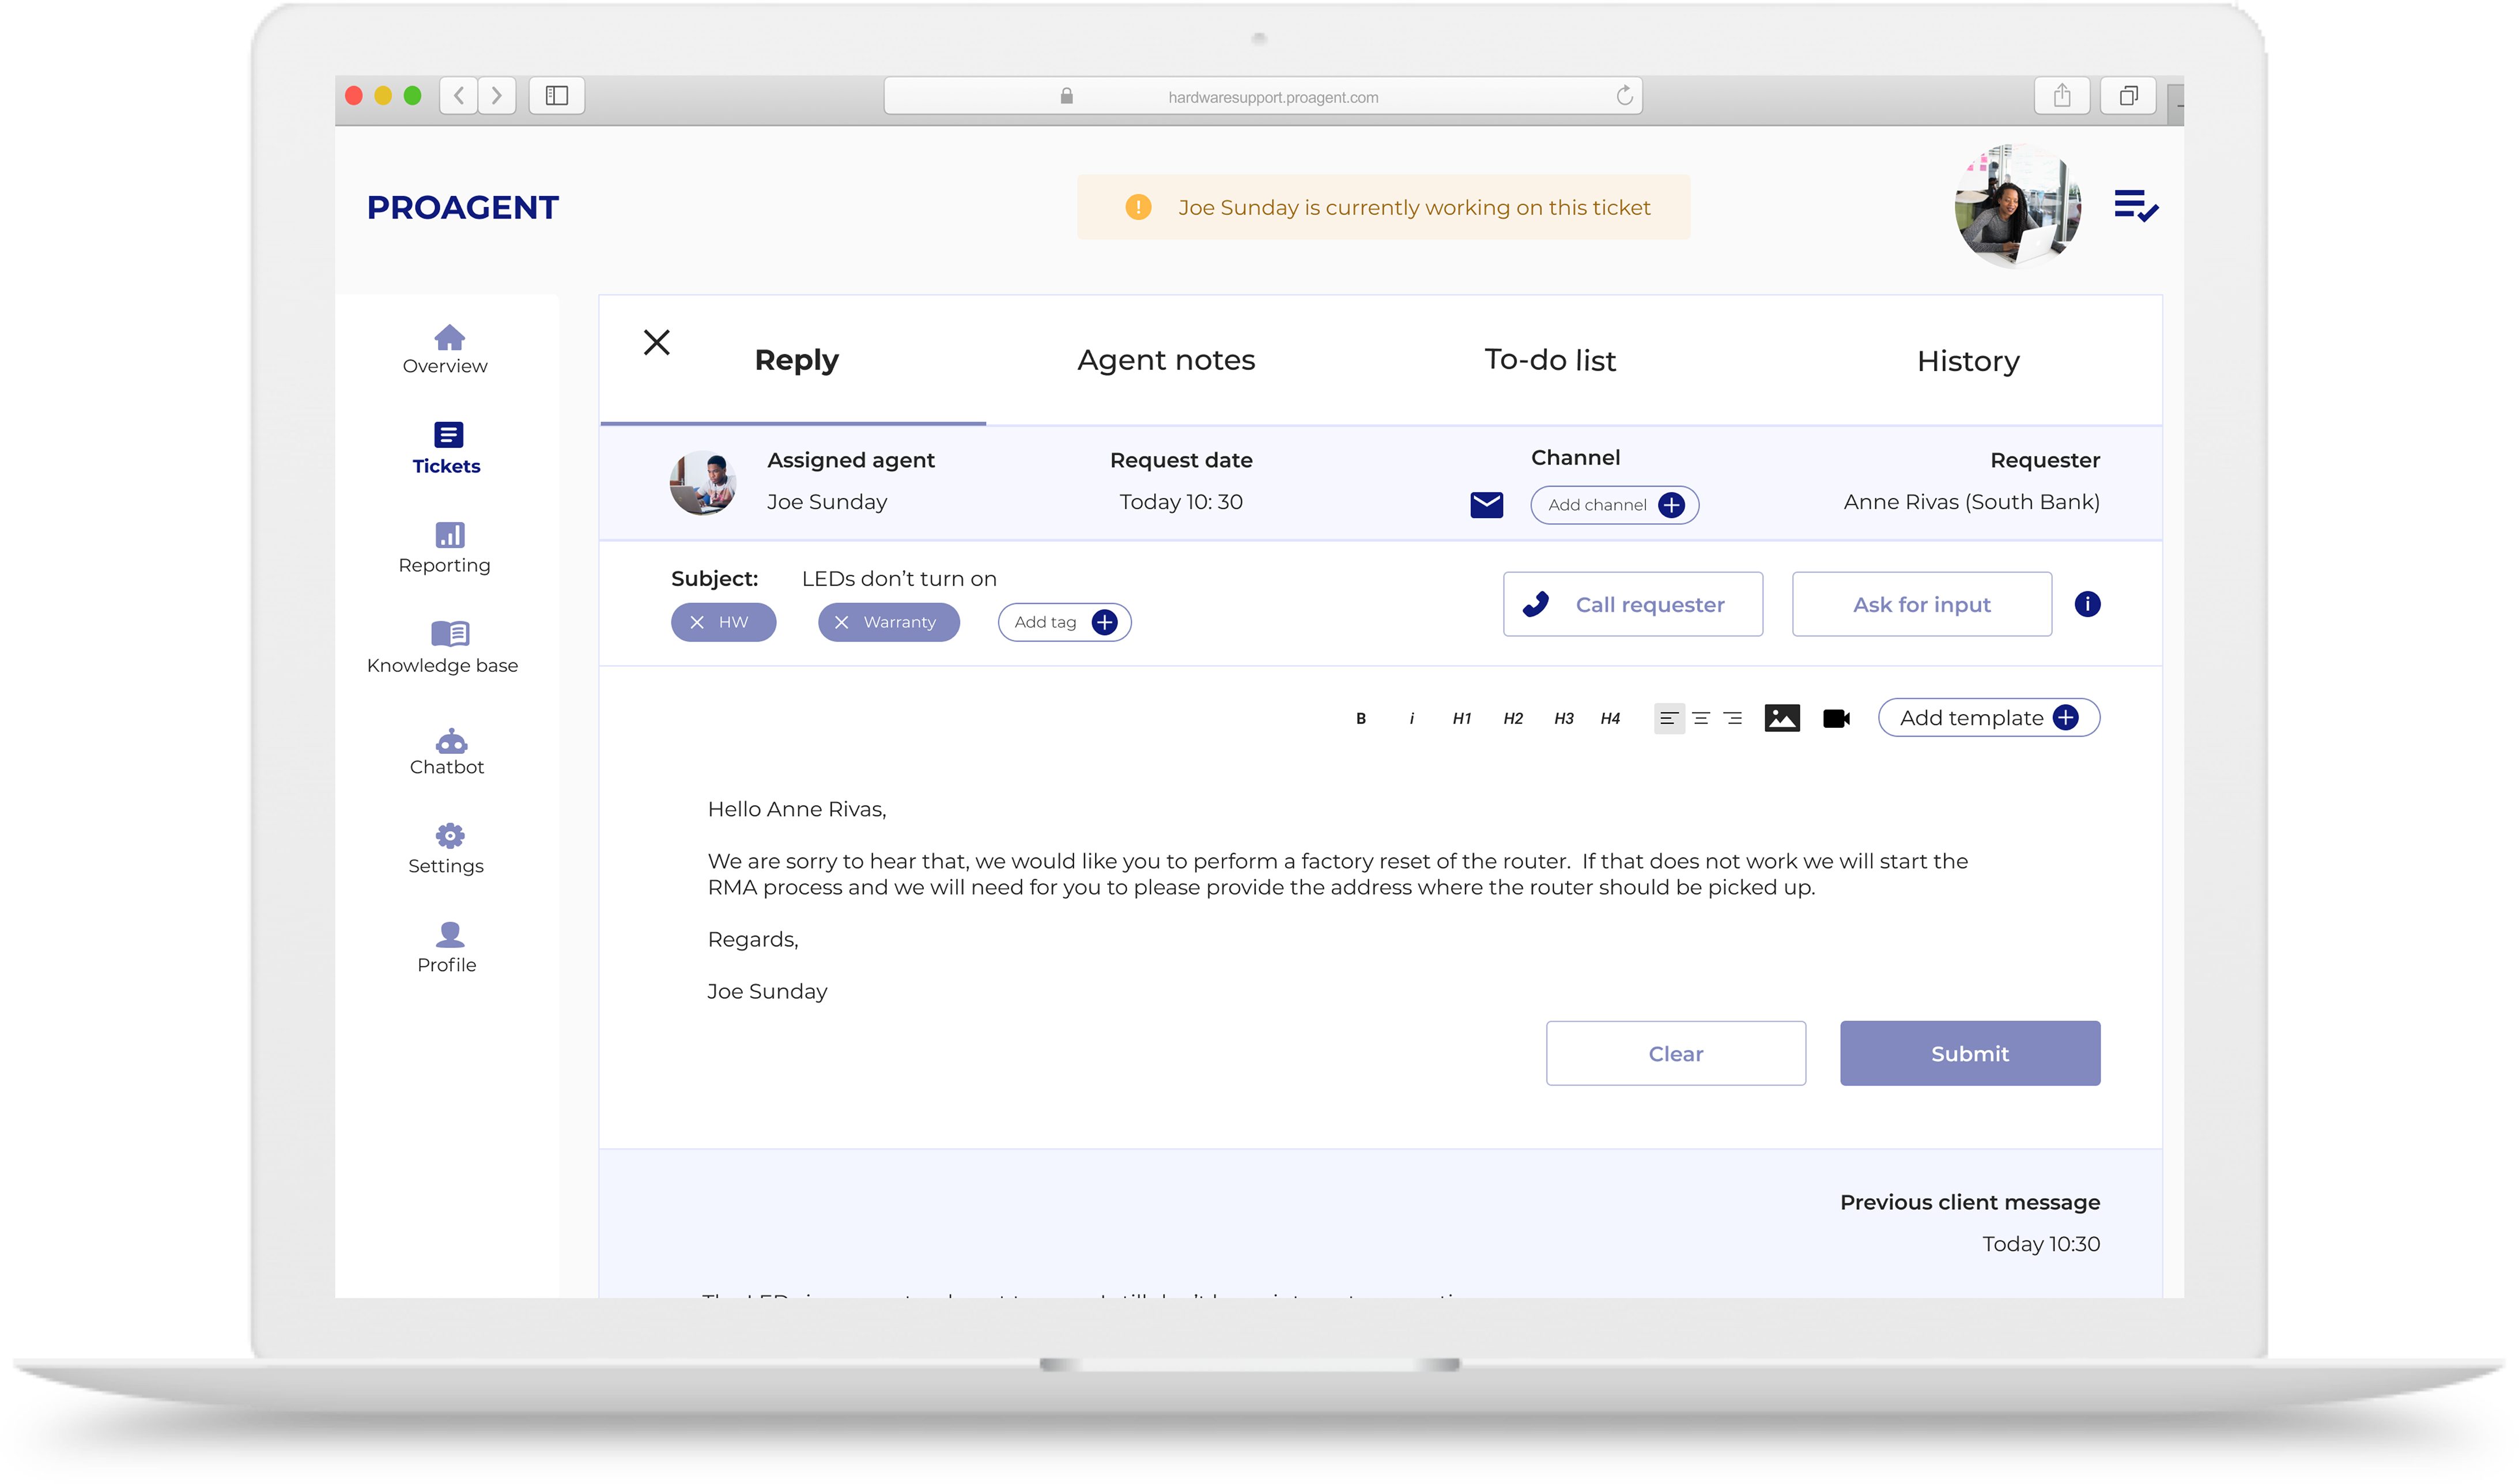 hardwaresupport.proagent.com
PROAGENT
! Joe Sunday is currently working on this ticket
Overview
Tickets
Reporting
Knowledge base
Chatbot
Settings
Profile
Reply Agent notes To-do list History
Assigned agent Request date Channel Requester
Joe Sunday Today 10: 30 Add channel Anne Rivas (South Bank)
Subject: LEDs don’t turn on
HW Warranty Add tag Call requester Ask for input i
B i H1 H2 H3 H4 Add template
Hello Anne Rivas,
We are sorry to hear that, we would like you to perform a factory reset of the router.  If that does not work we will start the
RMA process and we will need for you to please provide the address where the router should be picked up.
Regards,
Joe Sunday
Clear Submit
Previous client message
Today 10:30